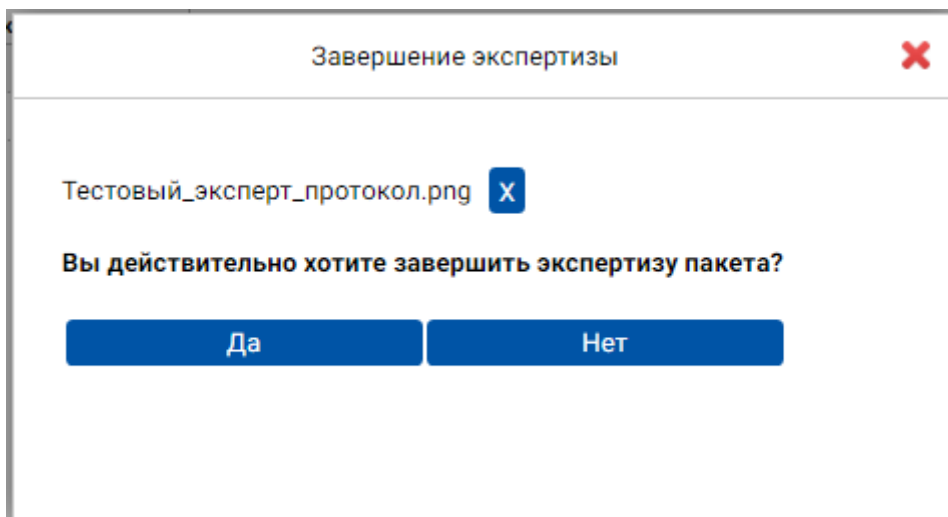 Завершение экспертизы
Тестовый_эксперт_протокол.png X
Вы действительно хотите завершить экспертизу пакета?
Да Нет